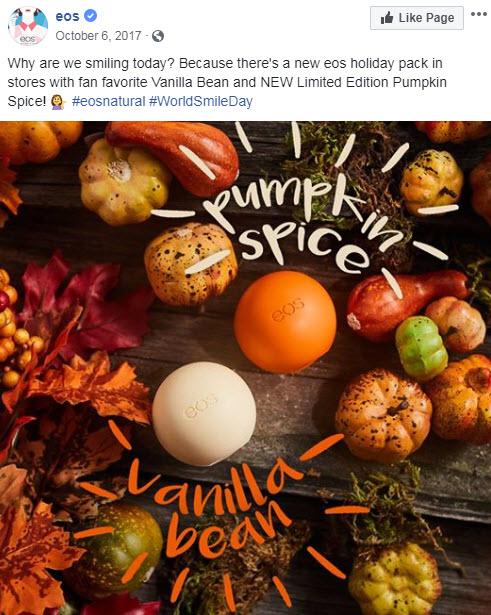 eos
October 6, 2017
Like Page
Why are we smiling today? Because there's a new eos holiday pack in
stores with fan favorite Vanilla Bean and NEW Limited Edition Pumpkin
Spice! 💁‍♀️ #eosnatural #WorldSmileDay
pumpkin
spice
eos
eos
vanilla
bean